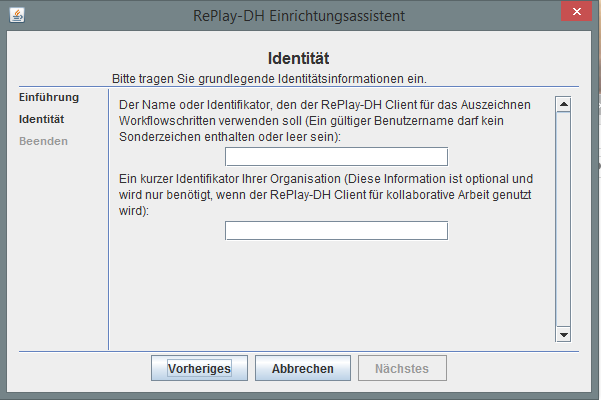 RePlay-DH Einrichtungsassistent
Identität
Bitte tragen Sie grundlegende Identitätsinformationen ein.
Einführung
Identität
Beenden
Der Name oder Identifikator, den der RePlay-DH Client für das Auszeichnen
Workflowschritten verwenden soll (Ein gültiger Benutzername darf kein
Sonderzeichen enthalten oder leer sein):
Ein kurzer Identifikator Ihrer Organisation (Diese Information ist optional und
wird nur benötigt, wenn der RePlay-DH Client für kollaborative Arbeit genutzt
wird):
Vorheriges
Abbrechen
Nächstes